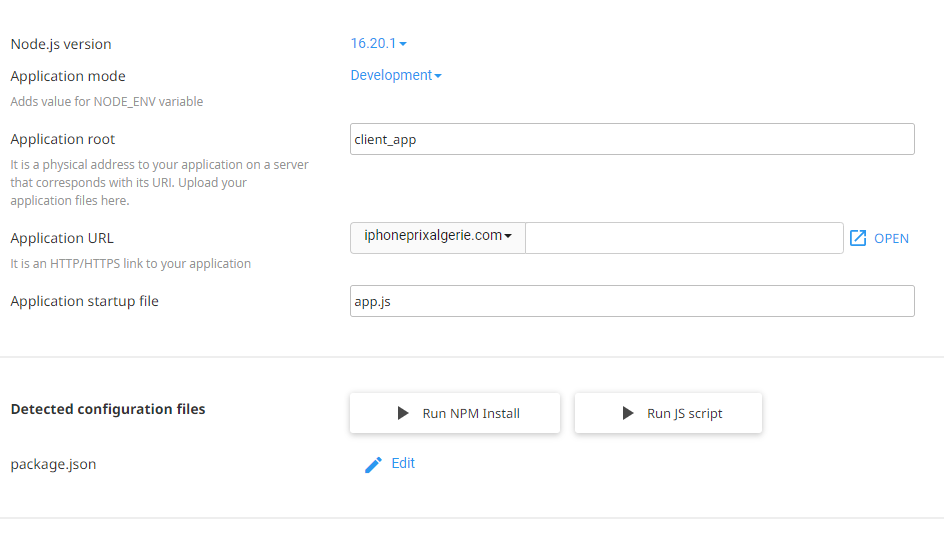 Node.js version
16.20.1
Application mode
Development
Adds value for NODE_ENV variable
Application root
client_app
It is a physical address to your application on a server
that corresponds with its URI. Upload your
application files here.
Application URL
iphoneprixalgerie.com
OPEN
It is an HTTP/HTTPS link to your application
Application startup file
app.js
Detected configuration files
Run NPM Install
Run JS script
package.json
Edit